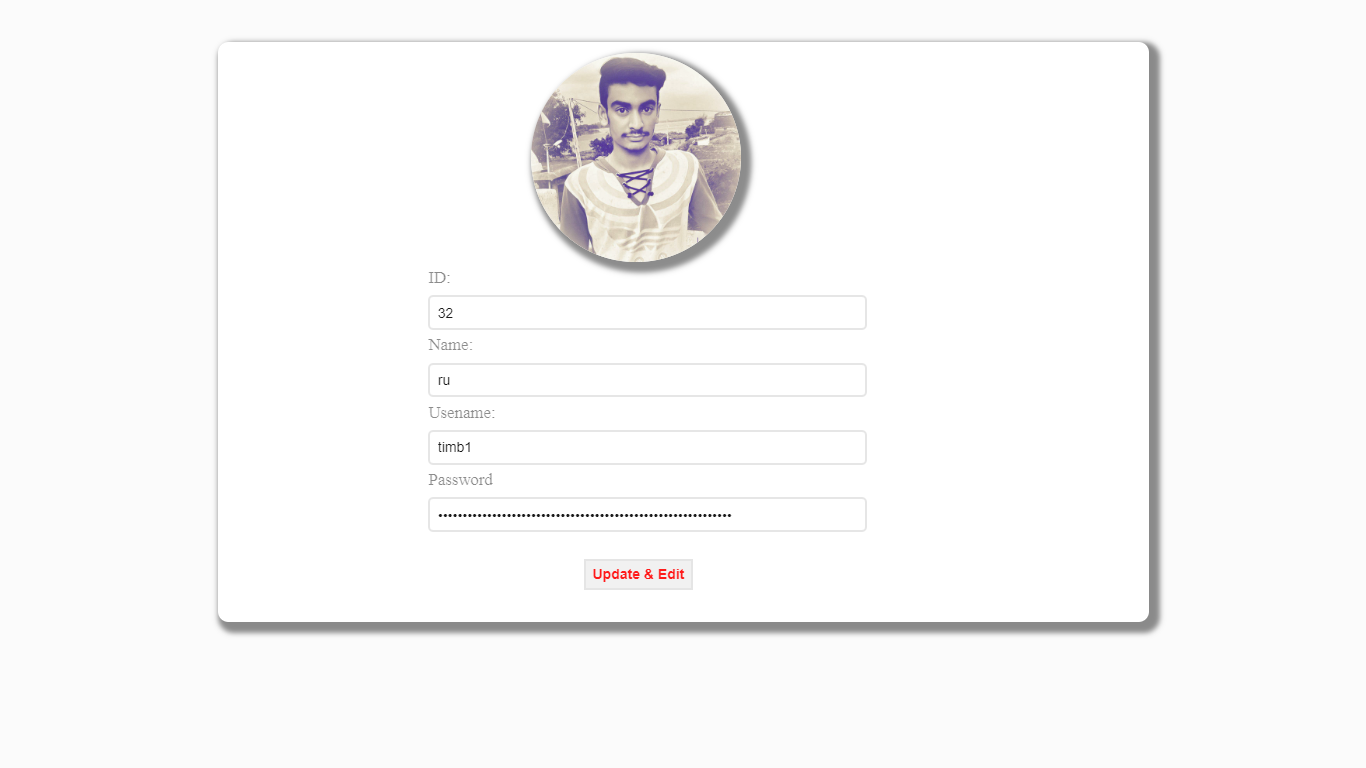 ID:
32
Name:
ru
Usename:
timb1
Password
••••••••••••••••••••••••••••••••••••••••••••••••••••••••••••
Update & Edit